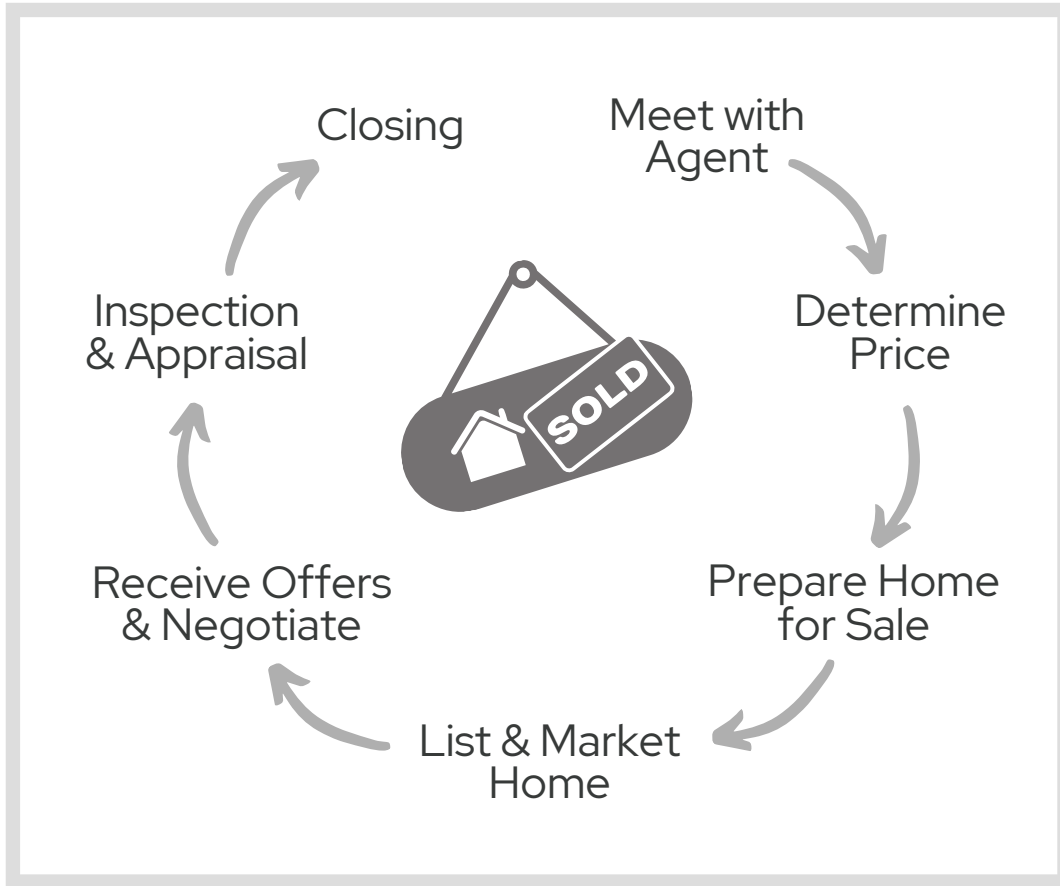 Meet with
Agent
Determine
Price
Prepare Home
for Sale
List & Market
Home
Receive Offers
& Negotiate
Inspection
& Appraisal
Closing
SOLD